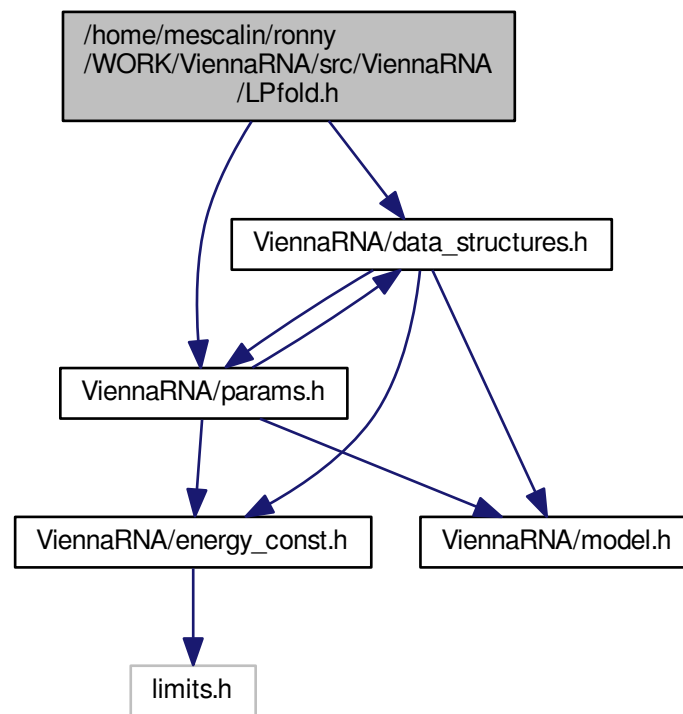 /home/mescalin/ronny
/WORK/ViennaRNA/src/ViennaRNA
/LPfold.h
ViennaRNA/data_structures.h
ViennaRNA/params.h
ViennaRNA/energy_const.h
ViennaRNA/model.h
limits.h